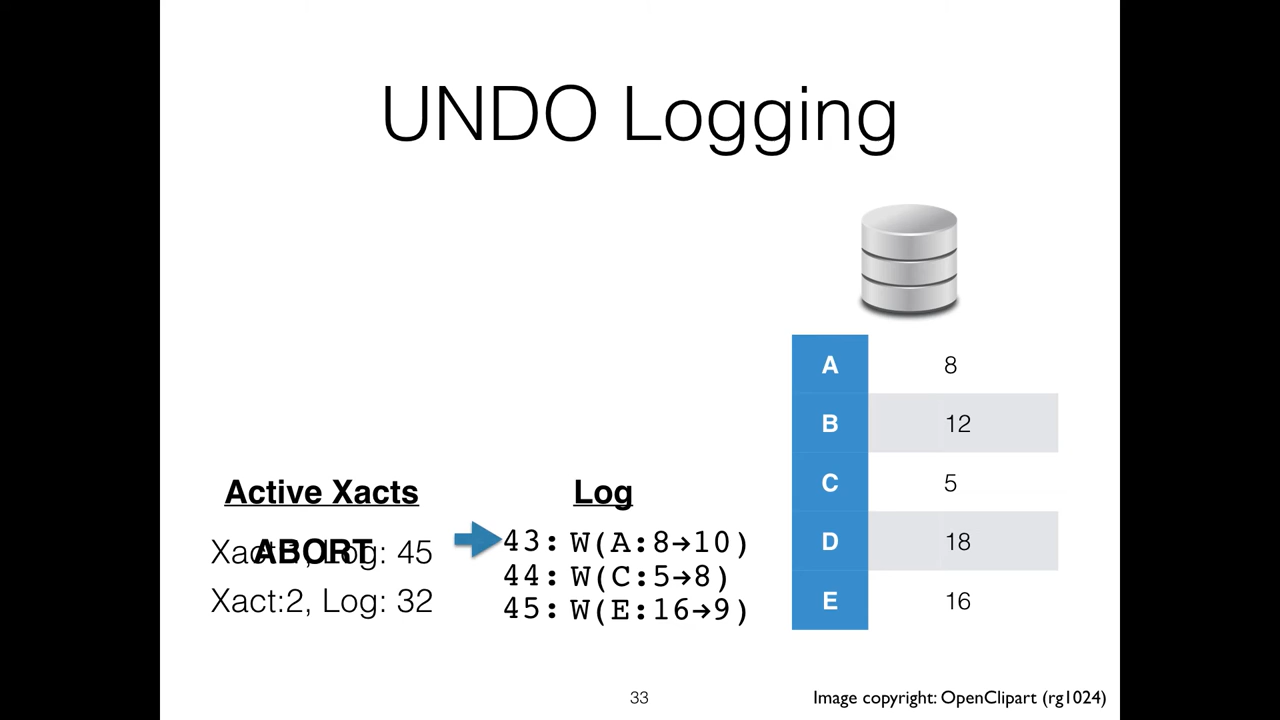 UNDO Logging
A 8
B 12
C 5
D 18
E 16
Active Xacts
ABORT
Log: 45
Xact:2, Log: 32
Log
43: W(A:8→10)
44: W(C:5→8)
45: W(E:16→9)
33
Image copyright: OpenClipart (rg1024)